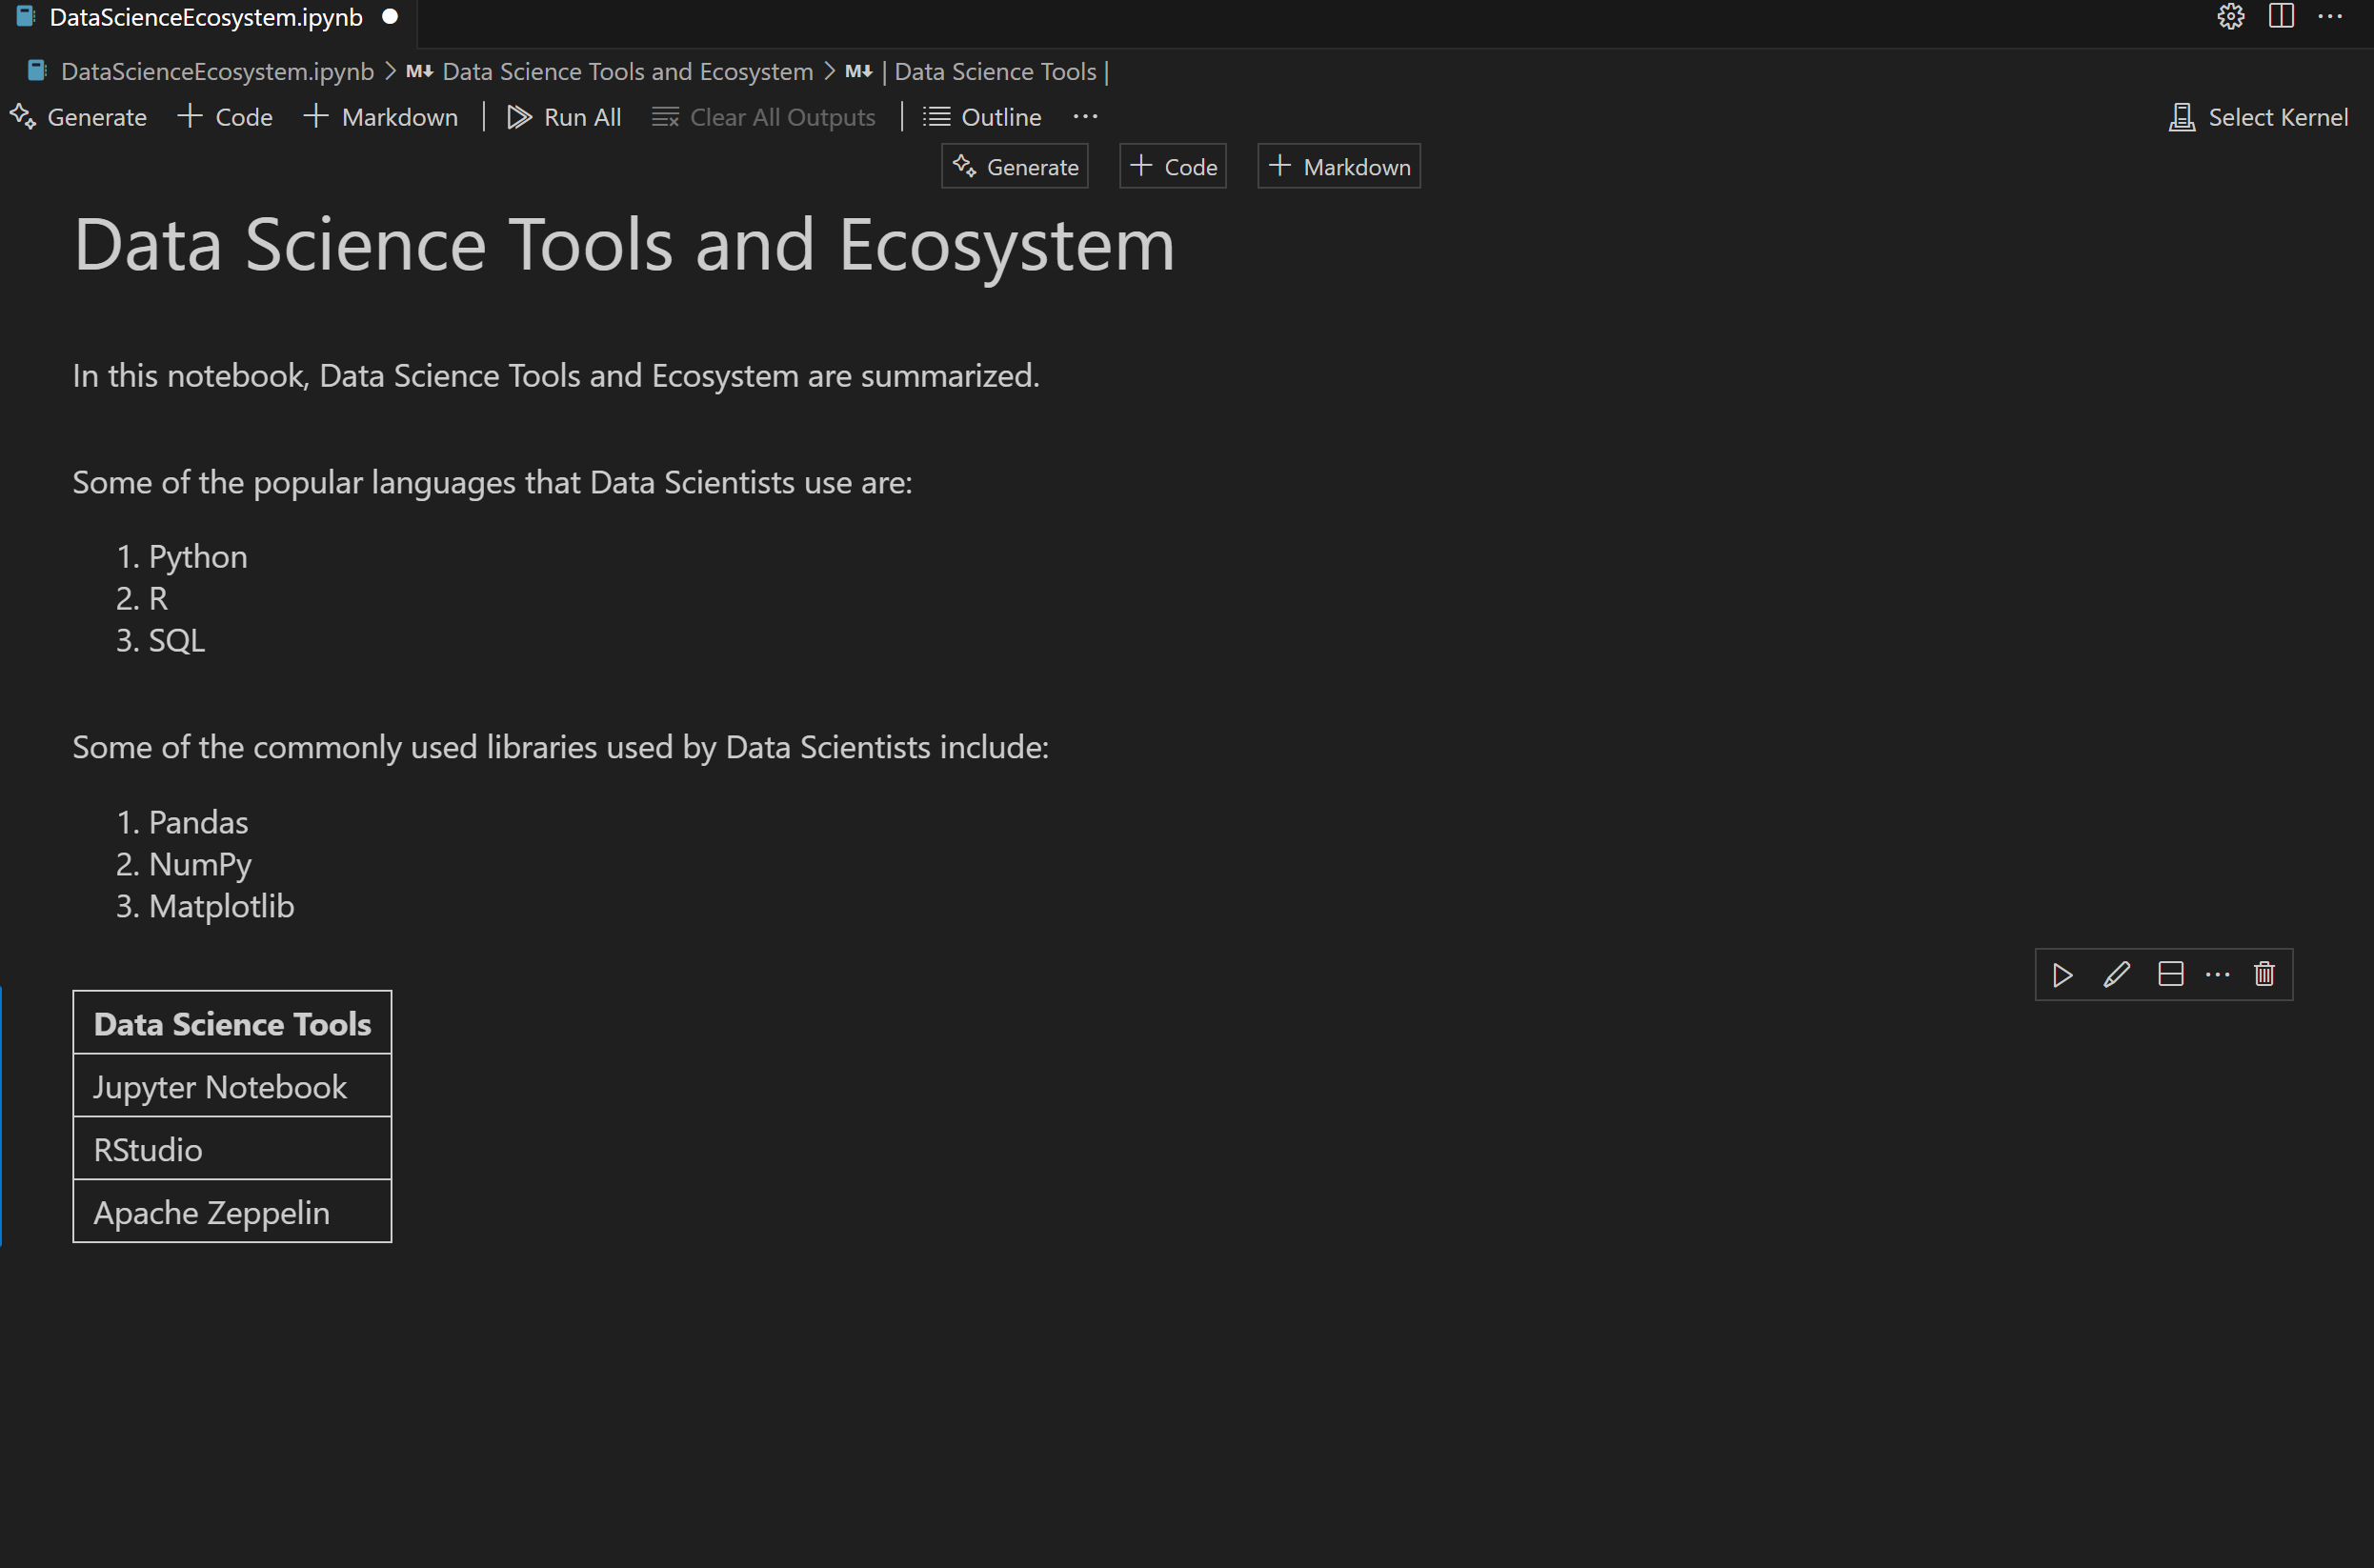 DataScienceEcosystem.ipynb
DataScienceEcosystem.ipynb > M↓ Data Science Tools and Ecosystem > M↓ | Data Science Tools |
Generate + Code + Markdown | Run All Clear All Outputs | Outline ... Select Kernel
Generate + Code + Markdown
Data Science Tools and Ecosystem
In this notebook, Data Science Tools and Ecosystem are summarized.
Some of the popular languages that Data Scientists use are:
1. Python
2. R
3. SQL
Some of the commonly used libraries used by Data Scientists include:
1. Pandas
2. NumPy
3. Matplotlib
Data Science Tools
Jupyter Notebook
RStudio
Apache Zeppelin